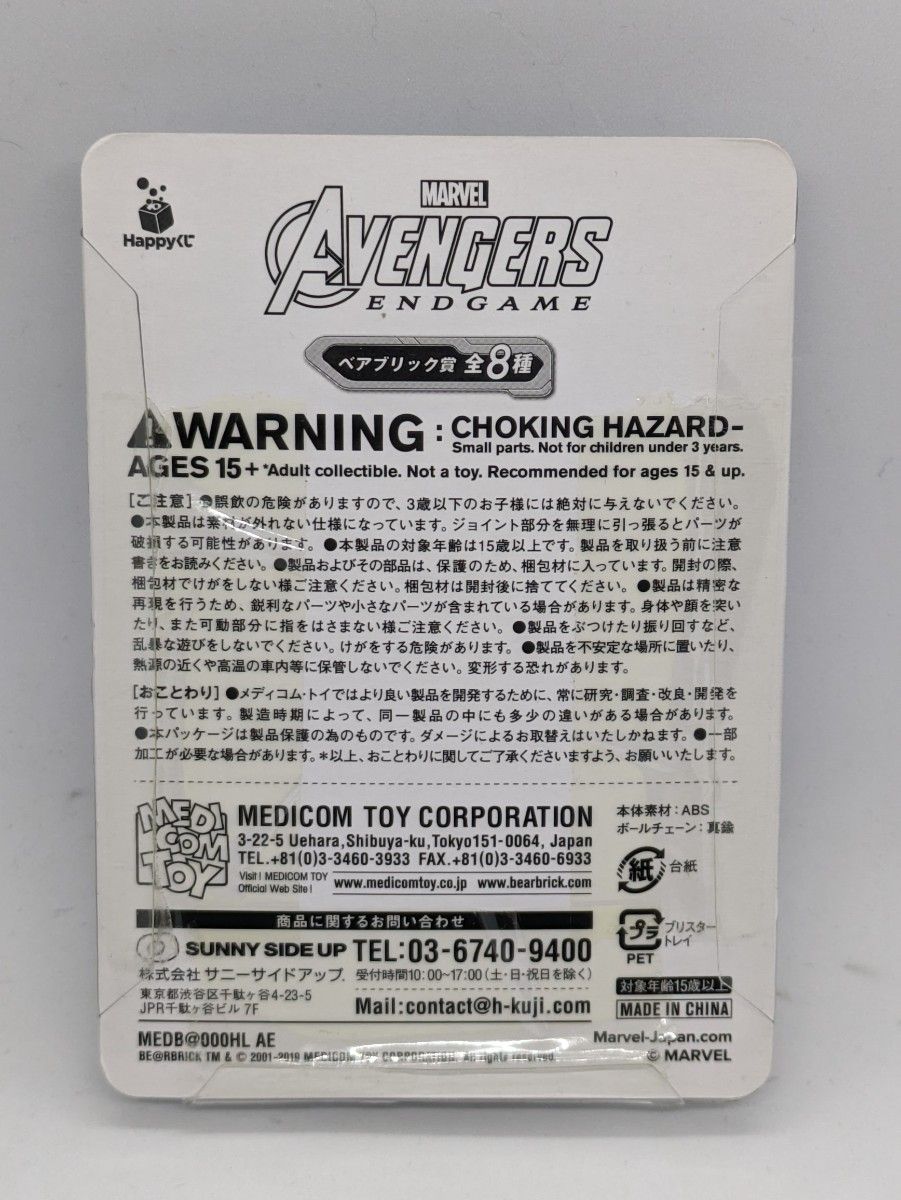 Happyくじ
MARVEL
AVENGERS
ENDGAME
ベアブリック賞 全8種
WARNING : CHOKING HAZARD-
Small parts. Not for children under 3 years.
AGES 15+ *Adult collectible. Not a toy. Recommended for ages 15 & up.
[ご注意] ●誤飲の危険がありますので、3歳以下のお子様には絶対に与えないでください。
●本製品は素材が外れない仕様になっています。ジョイント部分を無理に引っ張るとパーツが
破損する可能性があります。 ●本製品の対象年齢は15歳以上です。製品を取り扱う前に注意
書きをお読みください。 ●製品およびその部品は、保護のため、梱包材に入っています。開封の際、
梱包材でけがをしない様ご注意ください。梱包材は開封後に捨ててください。 ●製品は精密な
再現を行うため、鋭利なパーツや小さなパーツが含まれている場合があります。身体や顔を突い
たり、また可動部分に指をはさまない様ご注意ください。 ●製品をぶつけたり振り回すなど、
乱暴な遊びをしないでください。けがをする危険があります。 ●製品を不安定な場所に置いたり、
熱源の近くや高温の車内等に保管しないでください。変形する恐れがあります。
[おことわり] ●メディコム・トイではより良い製品を開発するために、常に研究・調査・改良・開発を
行っています。製造時期によって、同一製品の中にも多少の違いがある場合があります。
●本パッケージは製品保護の為のものです。ダメージによるお取替えはいたしかねます。 ●一部
加工が必要な場合があります。*以上、おことわりに関してご了承くださいますよう、お願いいたします。
MEDI COM TOY
MEDICOM TOY CORPORATION
3-22-5 Uehara,Shibuya-ku,Tokyo151-0064, Japan
TEL.+81(0)3-3460-3933 FAX.+81(0)3-3460-6933
Visit ! MEDICOM TOY
Official Web Site !
www.medicomtoy.co.jp www.bearbrick.com
本体素材：ABS
ボールチェーン：真鍮
紙 台紙
商品に関するお問い合わせ
SUNNY SIDE UP TEL:03-6740-9400
株式会社 サニーサイドアップ. 受付時間10:00~17:00(土・日・祝日を除く)
東京都渋谷区千駄ヶ谷4-23-5
JPR千駄ヶ谷ビル 7F
Mail:contact@h-kuji.com
プラ ブリスタートレイ
PET
対象年齢15歳以上
MADE IN CHINA
MEDB@000HL AE
BE@RBRICK TM & © 2001-2019 MEDICOM TOY CORPORATION. All rights reserved.
Marvel-Japan.com
© MARVEL